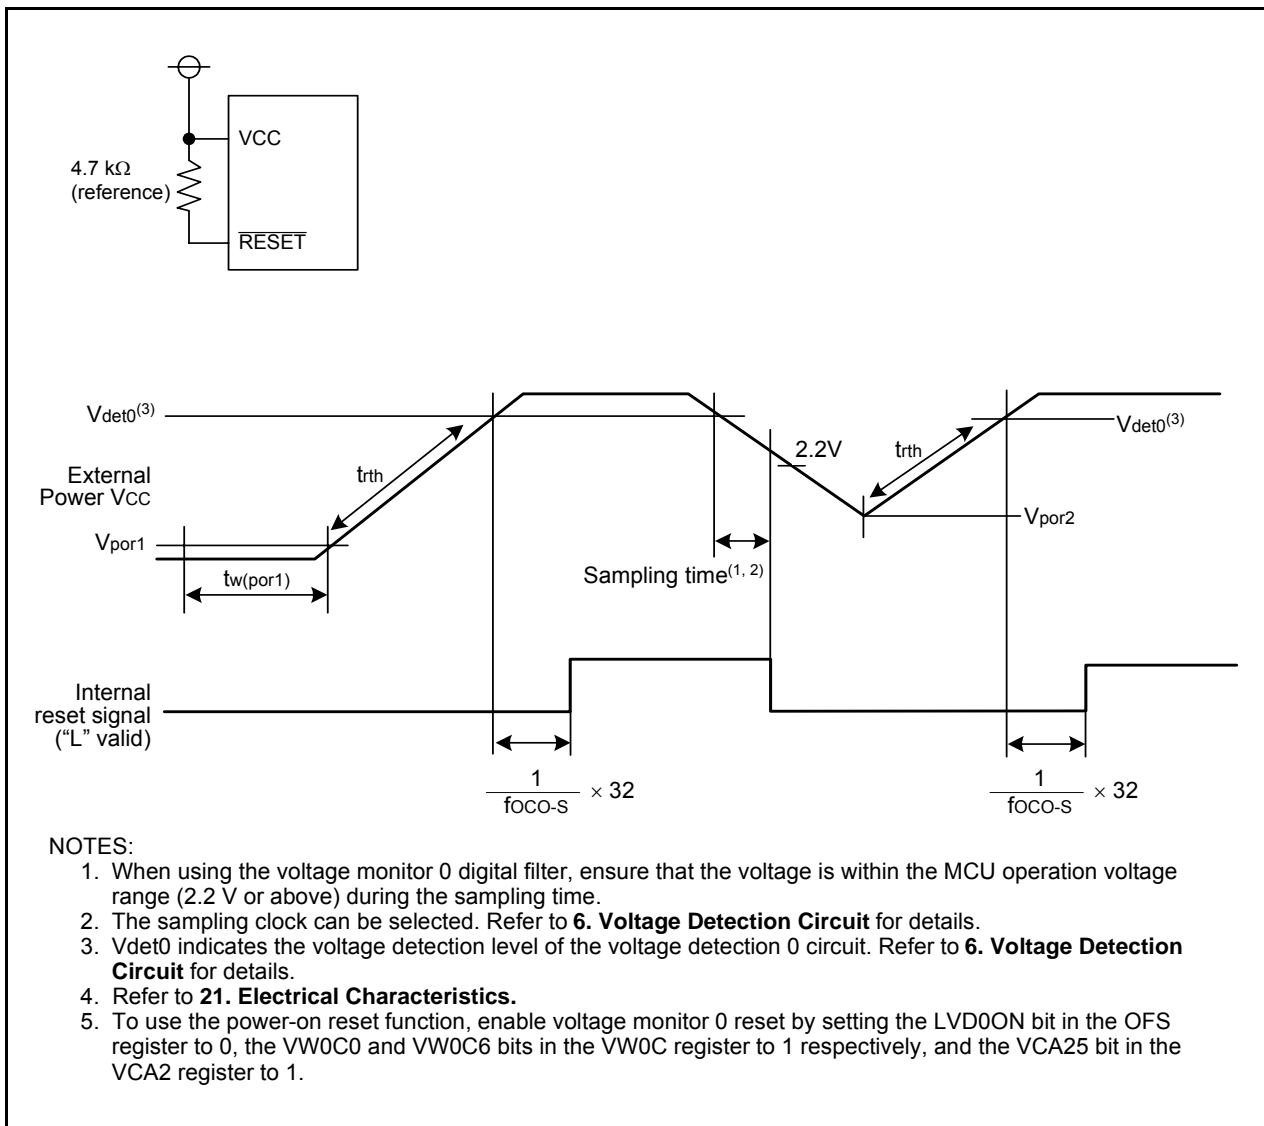 VCC
4.7 kΩ
(reference)
RESET
Vdet0(3)
2.2V
Vdet0(3)
trth
trth
External
Power VCC
Vpor2
Vpor1
Sampling time(1, 2)
tw(por1)
Internal
reset signal
(“L” valid)
1
fOCO-S
× 32
1
fOCO-S
× 32
NOTES:
1. When using the voltage monitor 0 digital filter, ensure that the voltage is within the MCU operation voltage
range (2.2 V or above) during the sampling time.
2. The sampling clock can be selected. Refer to 6. Voltage Detection Circuit for details.
3. Vdet0 indicates the voltage detection level of the voltage detection 0 circuit. Refer to 6. Voltage Detection
Circuit for details.
4. Refer to 21. Electrical Characteristics.
5. To use the power-on reset function, enable voltage monitor 0 reset by setting the LVD0ON bit in the OFS
register to 0, the VW0C0 and VW0C6 bits in the VW0C register to 1 respectively, and the VCA25 bit in the
VCA2 register to 1.